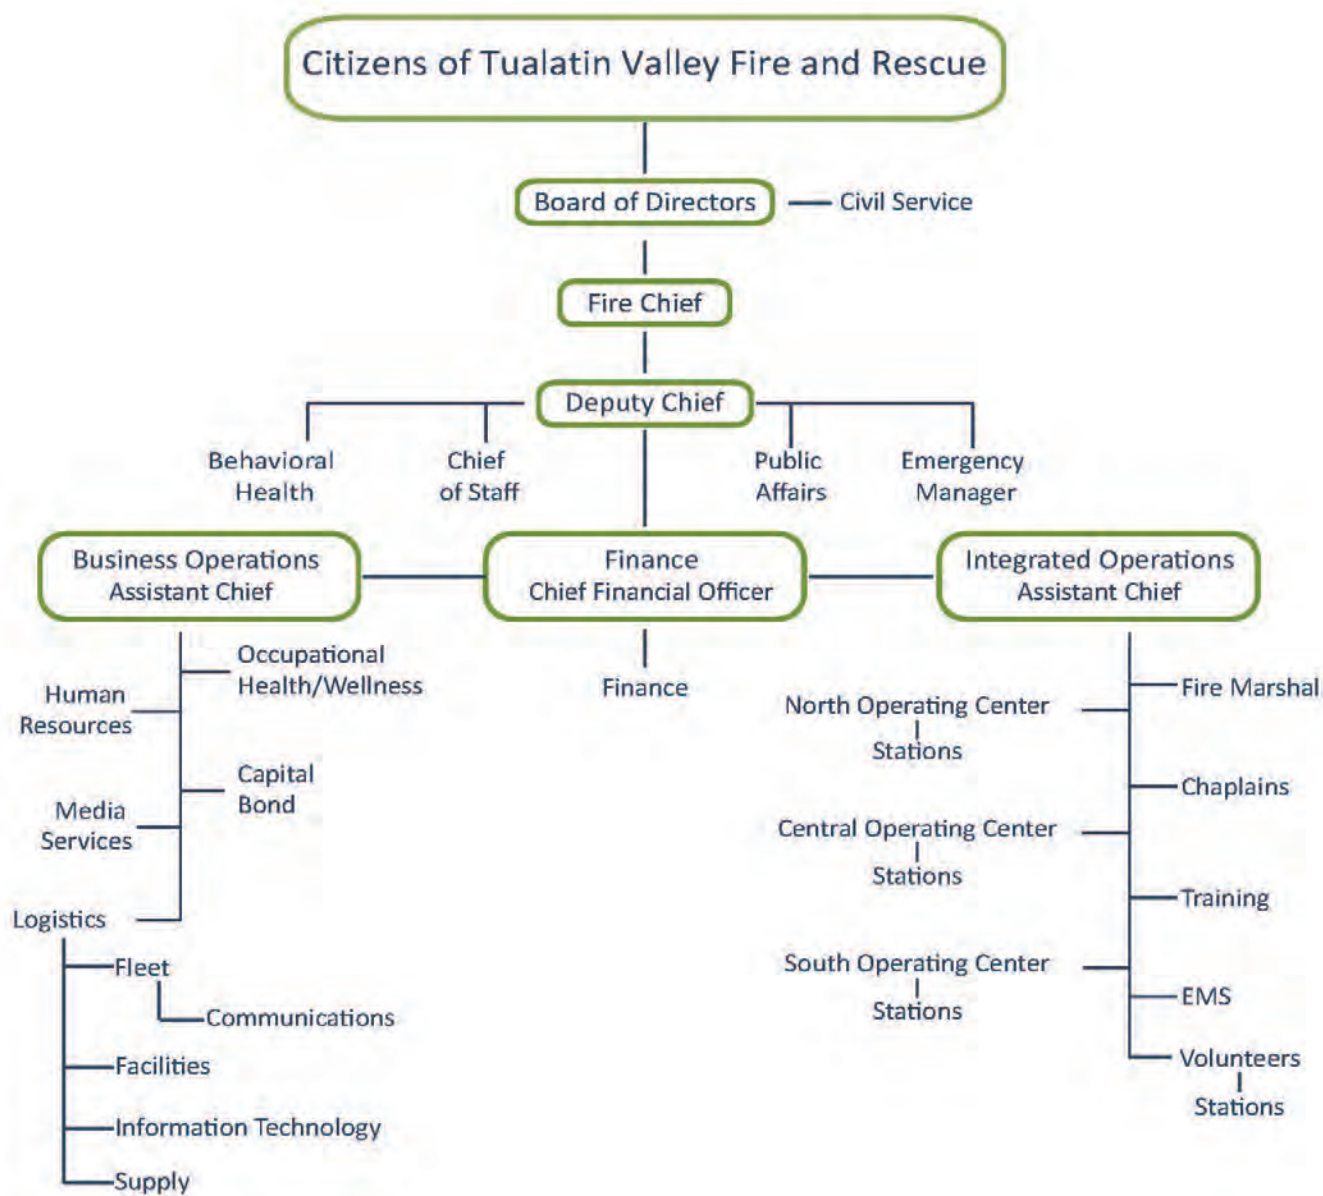 Citizens of Tualatin Valley Fire and Rescue
Board of Directors
Civil Service
Fire Chief
Deputy Chief
Behavioral
Health
Chief
of Staff
Public
Affairs
Emergency
Manager
Business Operations
Assistant Chief
Finance
Chief Financial Officer
Integrated Operations
Assistant Chief
Occupational
Health/Wellness
Human
Resources
Capital
Bond
Media
Services
Logistics
Fleet
Communications
Facilities
Information Technology
Supply
Finance
North Operating Center
Stations
Central Operating Center
Stations
South Operating Center
Stations
Fire Marshal
Chaplains
Training
EMS
Volunteers
Stations